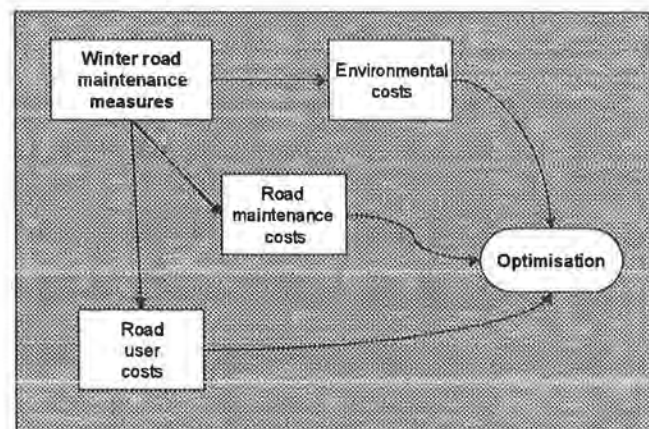 Winter road
maintenance
measures
Environmental
costs
Road
maintenance
costs
Optimisation
Road
user
costs